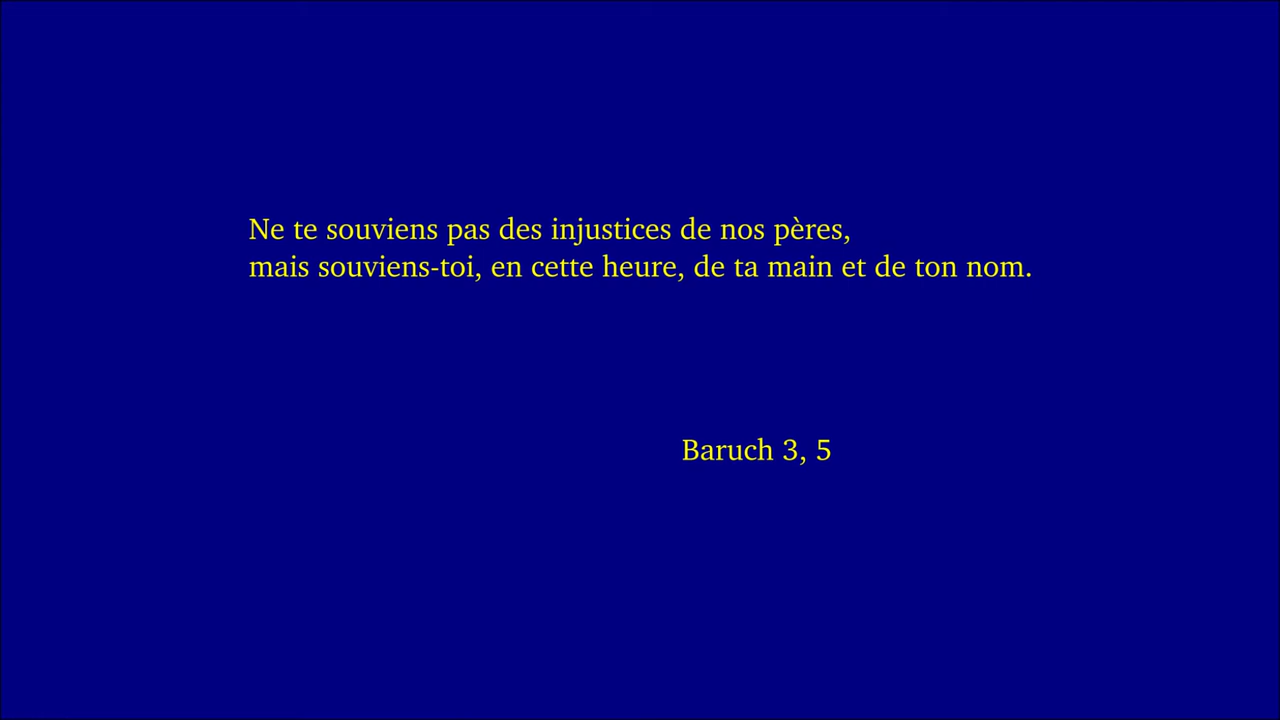 Ne te souviens pas des injustices de nos pères,
mais souviens-toi, en cette heure, de ta main et de ton nom.
Baruch 3, 5